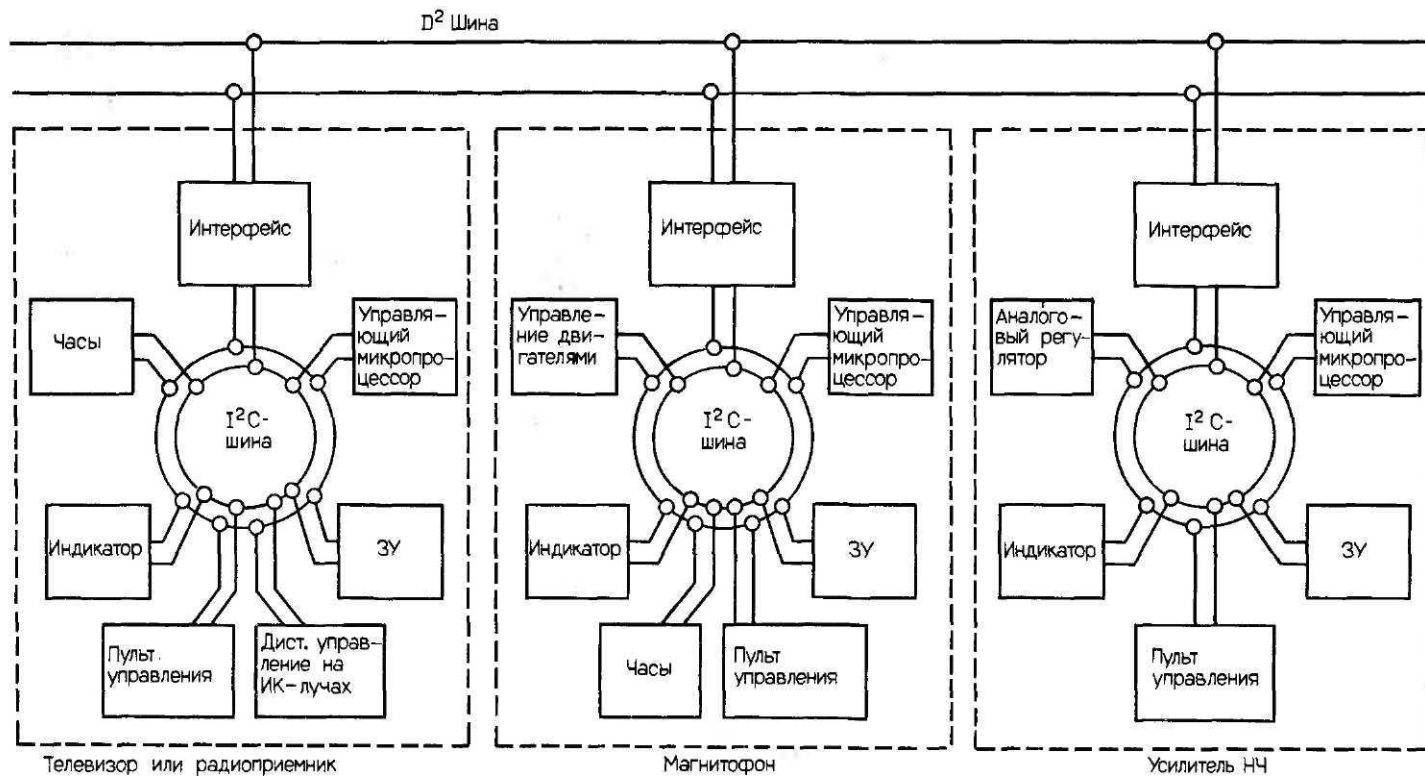 D² Шина
Интерфейс
Интерфейс
Интерфейс
Часы
Управля-
ющий
микропро-
цессор
Управле-
ние дви-
гателями
Управля-
ющий
микропро-
цессор
Аналого-
вый регу-
лятор
Управля-
ющий
микропро-
цессор
I²C-
шина
I²C-
шина
I²C-
шина
Индикатор
ЗУ
Индикатор
ЗУ
Индикатор
ЗУ
Пульт
управления
Дист. управ-
ление на
ИК-лучах
Часы
Пульт
управления
Пульт
управления
Телевизор или радиоприемник
Магнитофон
Усилитель НЧ